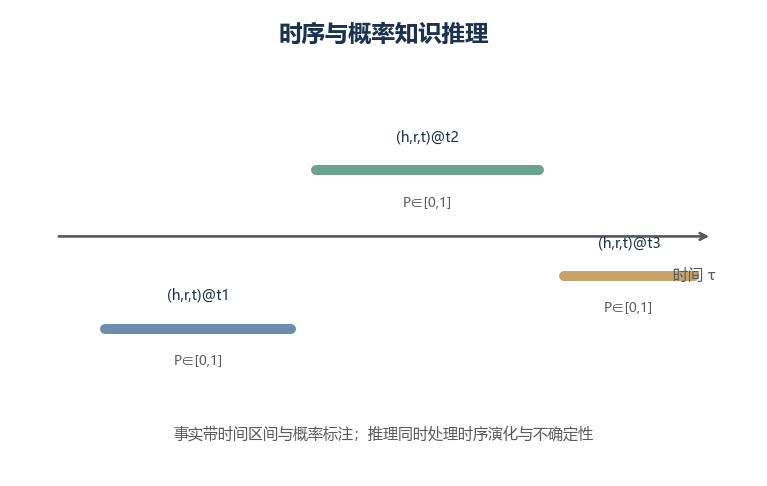 时序与概率知识推理
(h,r,t)@t2
P∈[0,1]
(h,r,t)@t3
时间 τ
(h,r,t)@t1
P∈[0,1]
P∈[0,1]
事实带时间区间与概率标注；推理同时处理时序演化与不确定性